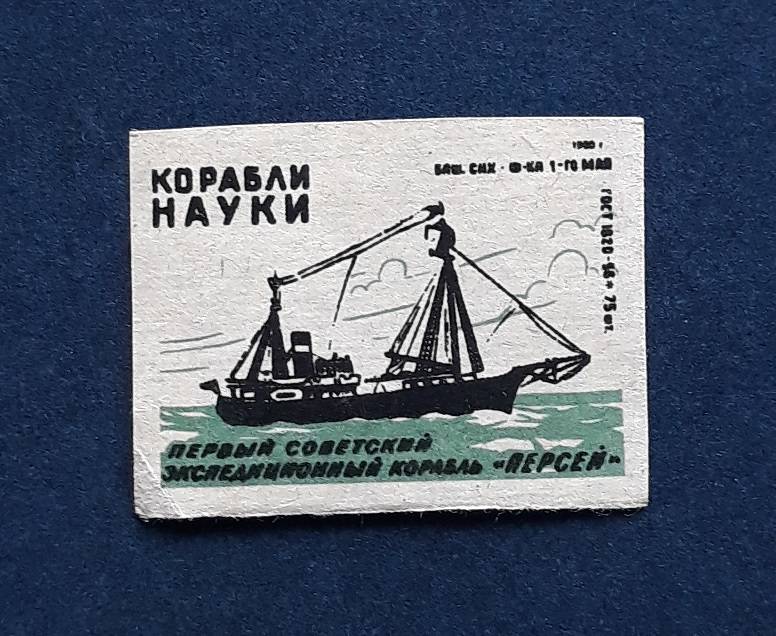 КОРАБЛИ
НАУКИ
1960 г
БАШ. СНХ · Ф-КА 1-ГО МАЯ
ГОСТ 1820-56 * 75 шт.
ПЕРВЫЙ СОВЕТСКИЙ
ЭКСПЕДИЦИОННЫЙ КОРАБЛЬ «ПЕРСЕЙ»